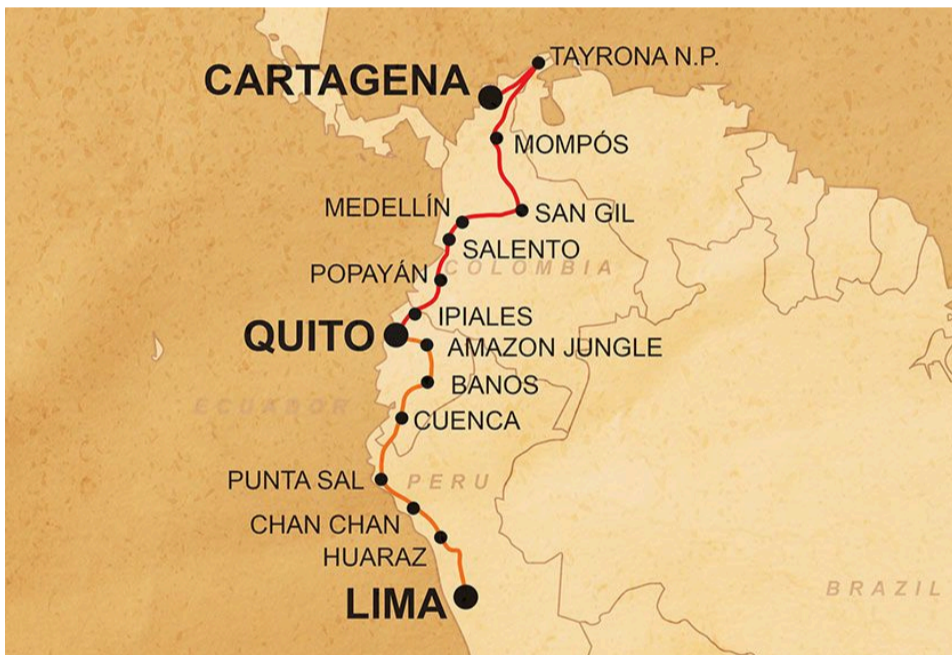 TAYRONA N.P.
CARTAGENA
MOMPÓS
MEDELLÍN
SAN GIL
SALENTO
COLOMBIA
POPAYÁN
IPIALES
QUITO
AMAZON JUNGLE
BANOS
ECUADOR
CUENCA
PUNTA SAL
PERU
CHAN CHAN
HUARAZ
BRAZIL
LIMA